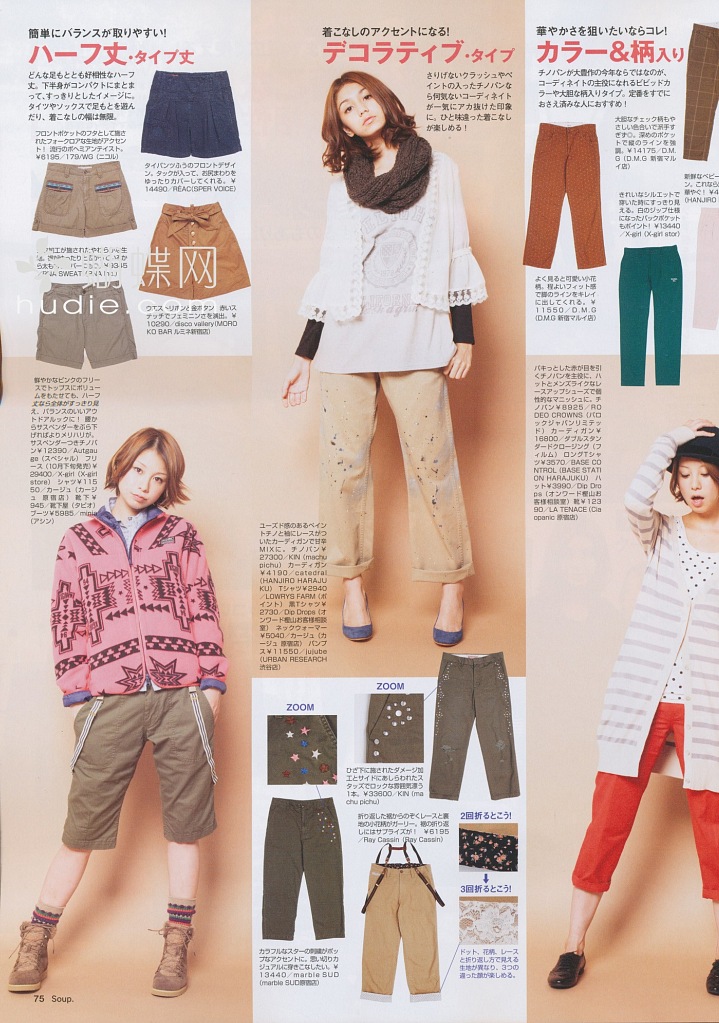 簡単にバランスが取りやすい!
ハーフ丈・タイプ丈
どんな足もととも好相性なハーフ
丈。下半身がコンパクトにまとま
って、すっきりとしたイメージに。
タイツやソックスで足もとを遊ん
だり、着こなしの幅は無限。
フロントポケットのフタとして施さ
れたフォークロアな生地がアクセン
ト! 流行のボヘミアンテイスト。
¥6195/179/WG(ニコル)
タイパンツふうのフロントデザイ
ン。タックが入って、お尻まわりを
ゆったりカバーしてくれる。¥
14490/REAC(SPER VOICE)
蝶网
hudie.com
ウエストリボンと金ボタン、赤いス
テッチでフェミニンさを演出。¥
10290/disco vallery(MORO
KO BAR ルミネ新宿店)
鮮やかなピンクのフリー
スでトップスにボリュー
ムをもたせても、ハーフ
丈なら全体がすっきり見
え。バランスのいいアウ
トドアルックに! 腰か
らサスペンダーをぶら下
げればよりメリハリが。
サスペンダーつきチノパ
ン¥12390/Autgau
ge(スペシャル) フリ
ース(10月下旬発売)¥
29400/X-girl(X-girl
store) シャツ¥115
50/カージュ(カージ
ュ 原宿店) 靴下¥
945/靴下屋(タビオ)
ブーツ¥5985/minia
(アシン)
75 Soup.
着こなしのアクセントになる!
デコラティブ・タイプ
さりげないクラッシュやペ
イントの入ったチノパンな
ら何気ないコーディネイト
が一気にアカ抜けた印象
に。ひと味違った着こなし
が楽しめる!
ユーズド感のあるペイン
トチノと袖にレースがつ
いたカーディガンで甘辛
MIXに。チノパン¥
27300/KIN(machu
pichu) カーディガン
¥4190/catedral
(HANJIRO HARAJU
KU) Tシャツ¥2940
/LOWRYS FARM(ポ
イント) 黒Tシャツ¥
2730/Dip Drops(オ
ンワード樫山お客様相談
室) ネックウォーマー
¥5040/カージュ(カー
ジュ 原宿店) パンプ
ス¥11550/jujube
(URBAN RESEARCH
渋谷店)
ZOOM
ZOOM
ひざ下に施されたダメージ加
工とサイドにあしらわれたス
タッズでロックな雰囲気漂う
1本。¥33600/KIN(ma
chu pichu)
折り返した裾からのぞくレースと裏
地の小花柄がガーリー。裾の折り返
しにはサプライズが! ¥6195
/Ray Cassin(Ray Cassin)
2回折るとこう!
3回折るとこう!
カラフルなスターの刺繍がポッ
プなアクセントに。思い切りカ
ジュアルに穿きこなしたい。¥
13440/marble SUD
(marble SUD原宿店)
ドット、花柄、レース
と折り返し方で見える
生地が異なり、3つの
違った顔が楽しめる。
華やかさを狙いたいならコレ!
カラー&柄入り
チノパンが大豊作の今年ならではなのが、
コーディネイトの主役になれるビビッドカ
ラーや大胆な柄入りタイプ。定番をすでに
おさえ済みな人におすすめ!
大胆なチェック柄もや
さしい色合いで派手す
ぎず◎。深めのポケッ
トで縦のラインを強
調。¥14175/D.M.
G(D.M.G 新宿マル
イ店)
きれいなシルエットで
穿いた時にすっきり見
える。白のジップ仕様
になったバックポケット
もポイント! ¥13440
/X-girl(X-girl stor)
よく見ると可愛い小花
柄。程よいフィット感
で脚のラインをキレイ
に出してくれる。¥
11550/D.M.G
(D.M.G 新宿マルイ店)
パキッとした赤が目を引
くチノパンを主役に、ハ
ットとメンズライクなレ
ースアップシューズで個
性的なマニッシュに。チ
ノパン¥8925/RO
DEO CROWNS(バロ
ックジャパンリミテッ
ド) カーディガン¥
16800/ダブルスタン
ダードクロージング(フ
ィルム) ロングTシャ
ツ¥3570/BASE CO
NTROL(BASE STATI
ON HARAJUKU) ハ
ット¥3990/Dip Dro
ps(オンワード樫山お
客様相談室) 靴¥123
90/LA TENACE(Cia
opanic 原宿店)